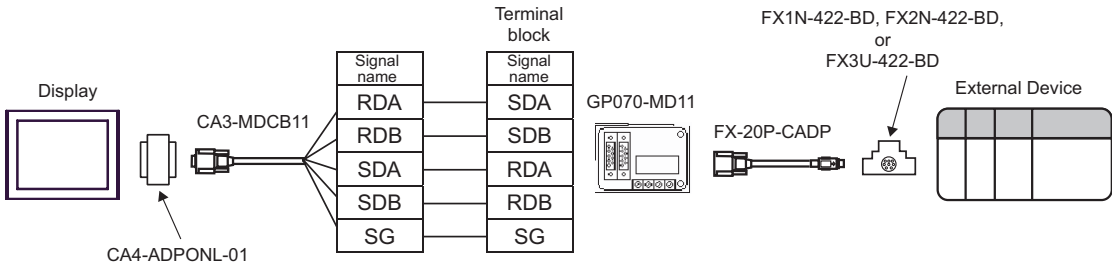 Terminal
block
FX1N-422-BD, FX2N-422-BD,
or
FX3U-422-BD
Display
CA3-MDCB11
Signal
name
RDA
RDB
SDA
SDB
SG
Signal
name
SDA
SDB
RDA
RDB
SG
GP070-MD11
FX-20P-CADP
External Device
CA4-ADPONL-01